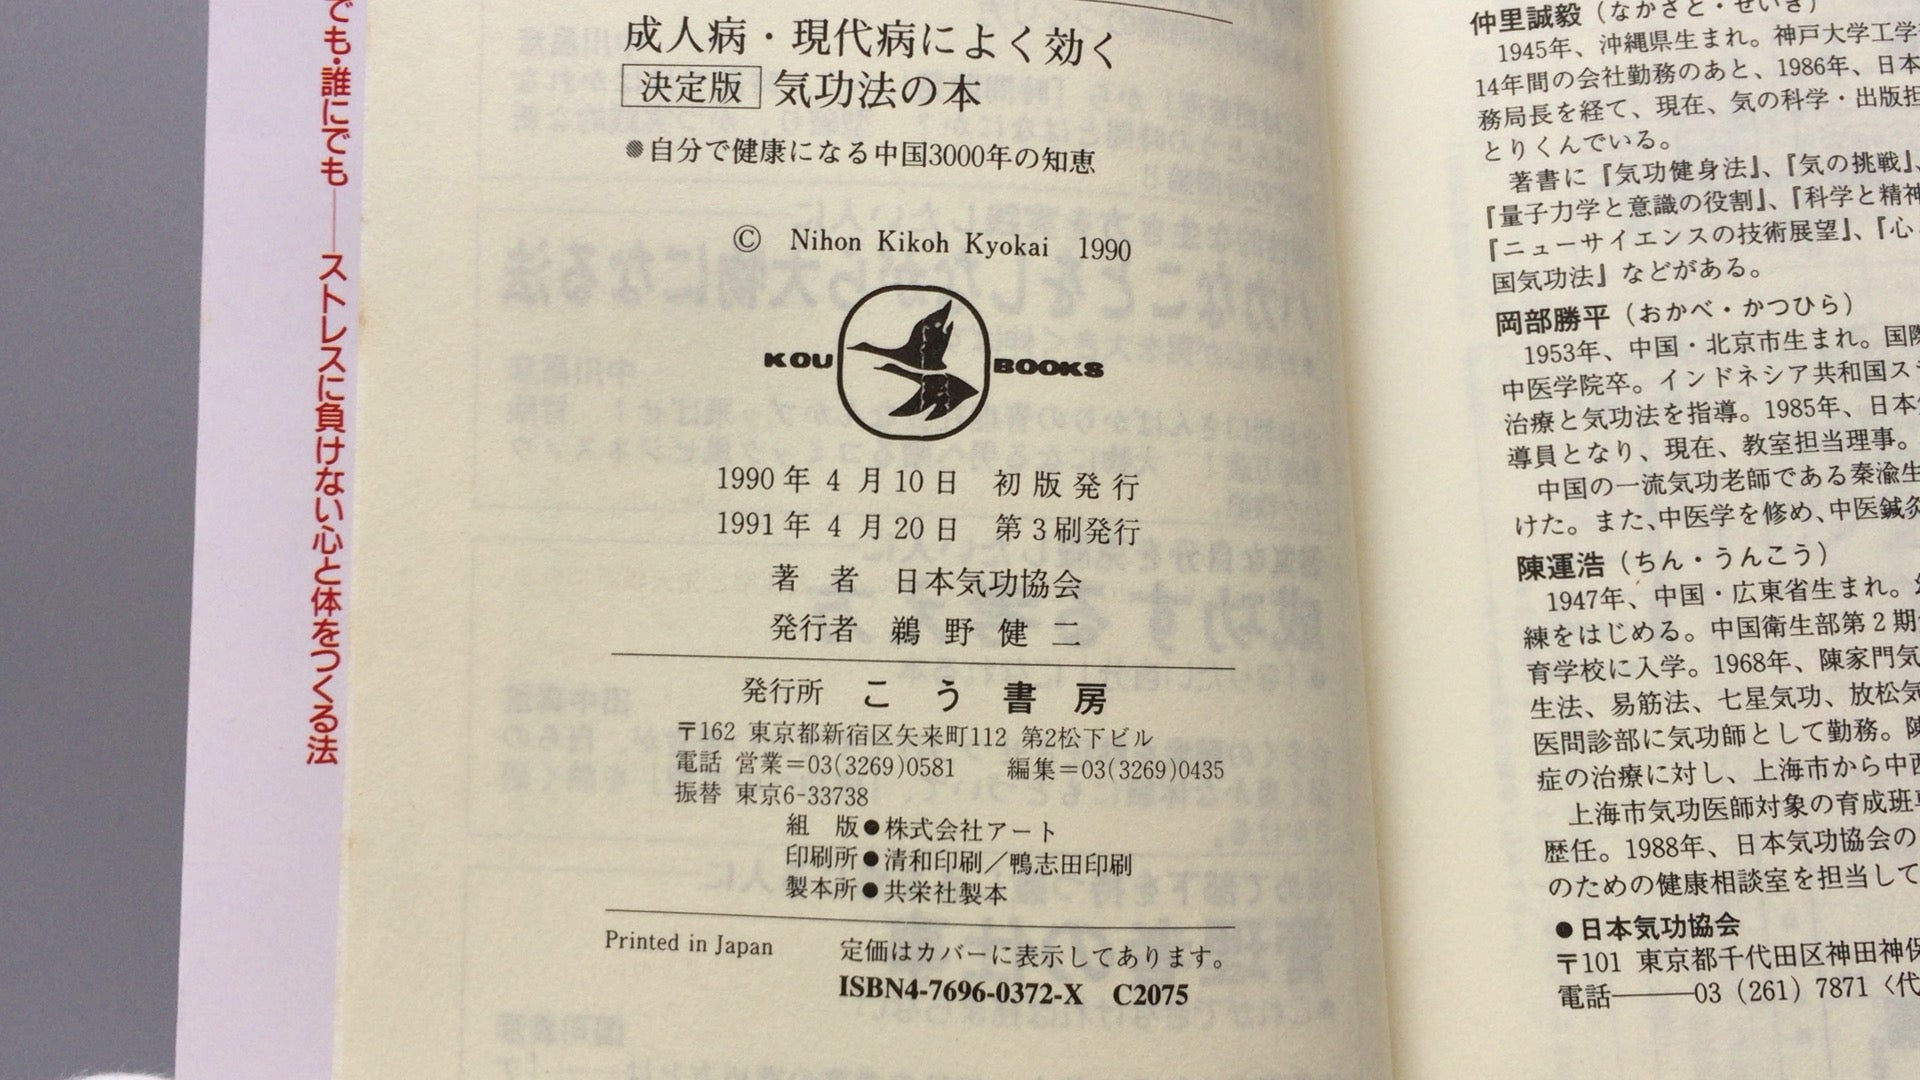 でも・誰にでも――ストレスに負けない心と体をつくる法
成人病・現代病によく効く
決定版 気功法の本
●自分で健康になる中国3000年の知恵
© Nihon Kikoh Kyokai 1990
KOU BOOKS
1990年4月10日 初版発行
1991年4月20日 第3刷発行
著 者 日本気功協会
発行者 鵜野健二
発行所 こう書房
〒162 東京都新宿区矢来町112 第2松下ビル
電話 営業=03(3269)0581 編集=03(3269)0435
振替 東京6-33738
組 版●株式会社アート
印刷所●清和印刷/鴨志田印刷
製本所●共栄社製本
Printed in Japan 定価はカバーに表示してあります。
ISBN4-7696-0372-X C2075
仲里誠毅(なかざと・せいき)
1945年、沖縄県生まれ。神戸大学工学
14年間の会社勤務のあと、1986年、日本
務局長を経て、現在、気の科学・出版担
とりくんでいる。
著書に『気功健身法』、『気の挑戦』、
『量子力学と意識の役割』、『科学と精神
『ニューサイエンスの技術展望』、『心
国気功法』などがある。
岡部勝平(おかべ・かつひら)
1953年、中国・北京市生まれ。国際
中医学院卒。インドネシア共和国ス
治療と気功法を指導。1985年、日本
導員となり、現在、教室担当理事。
中国の一流気功老師である秦渝生
けた。また、中医学を修め、中医鍼灸
陳運浩(ちん・うんこう)
1947年、中国・広東省生まれ。
練をはじめる。中国衛生部第2期
育学校に入学。1968年、陳家門気
生法、易筋法、七星気功、放松気
医問診部に気功師として勤務。陳
症の治療に対し、上海市から中西
上海市気功医師対象の育成班
歴任。1988年、日本気功協会の
のための健康相談室を担当して
●日本気功協会
〒101 東京都千代田区神田神保
電話――03(261)7871〈代